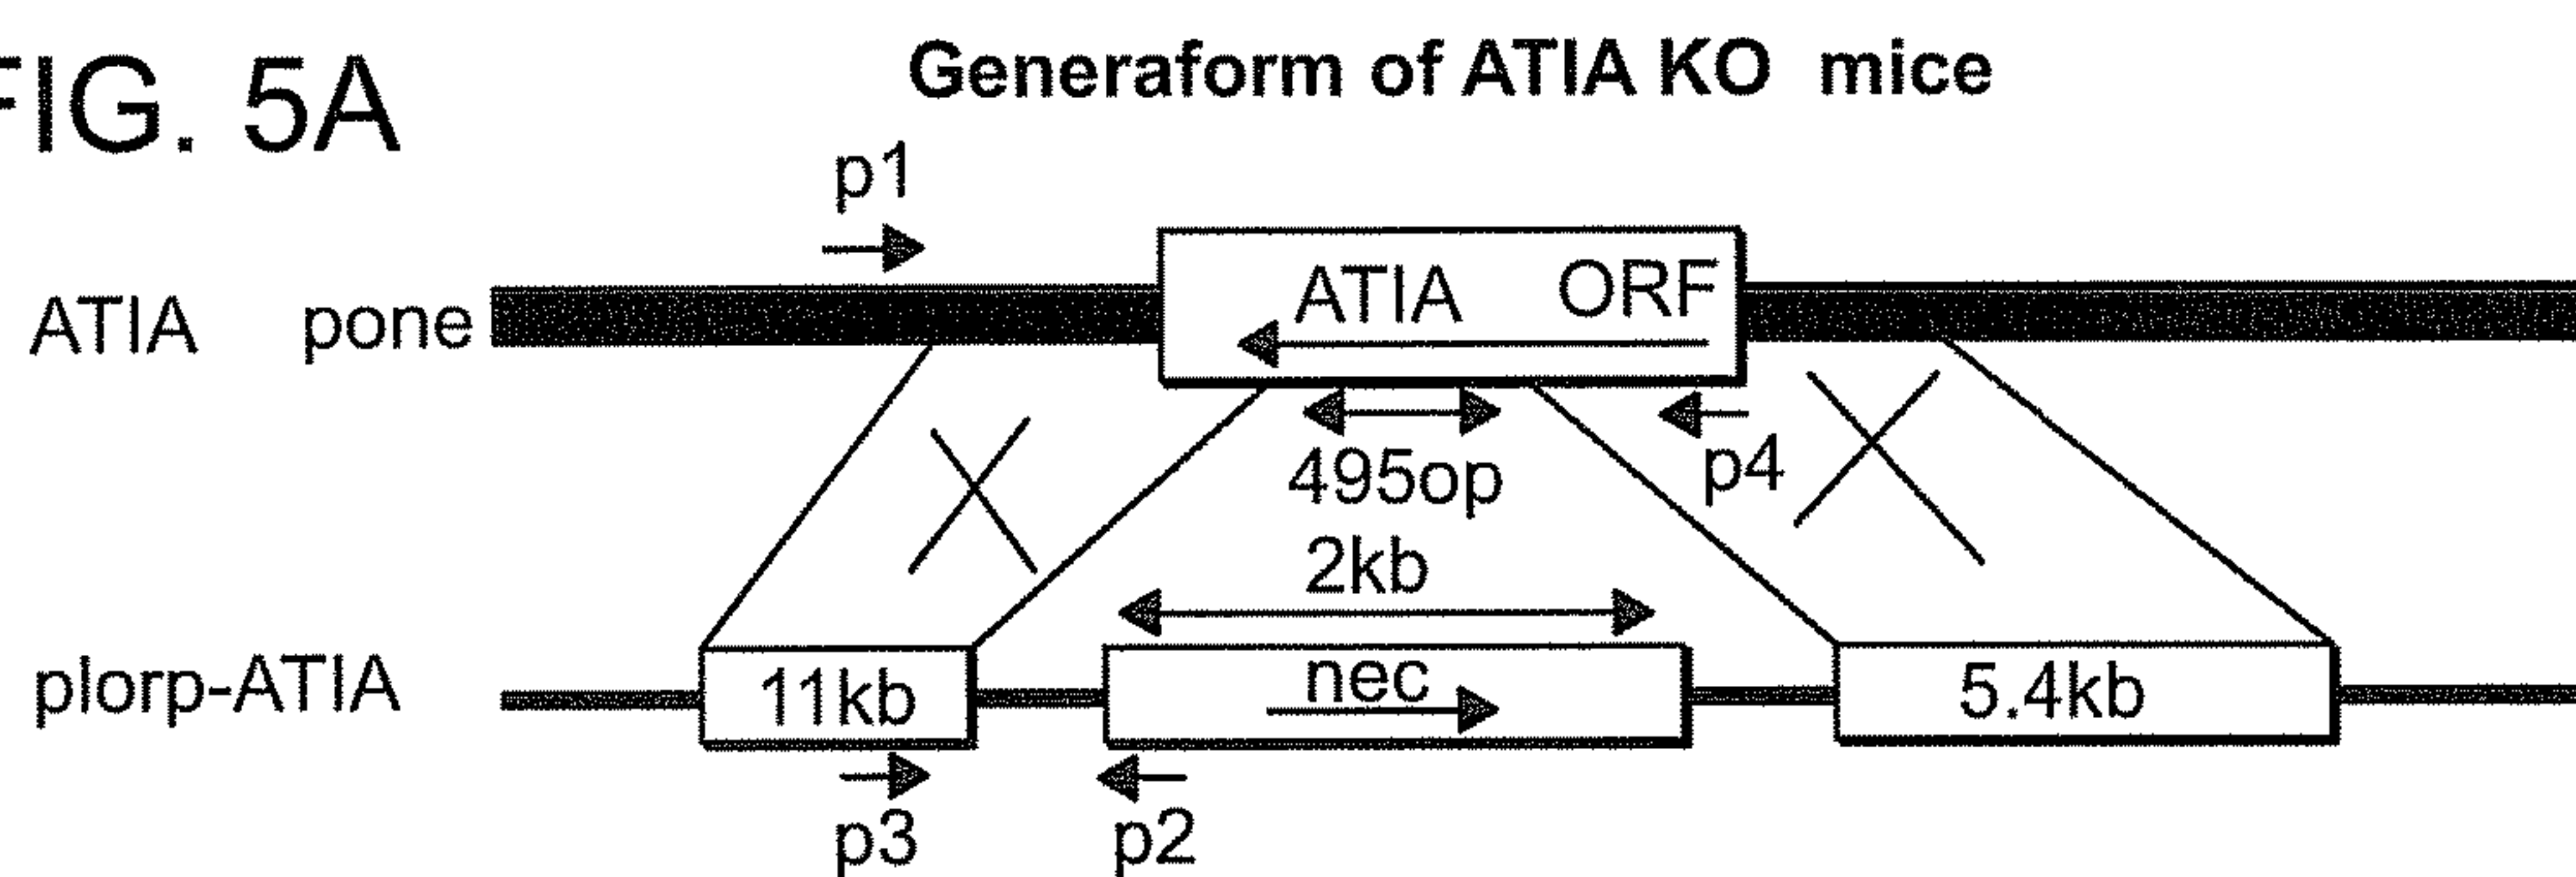 FIG. 5A
Generaform of ATIA KO mice
p1
ATIA pone
ATIA ORF
495op
p4
2kb
plorp-ATIA
11kb
nec
5.4kb
p3
p2